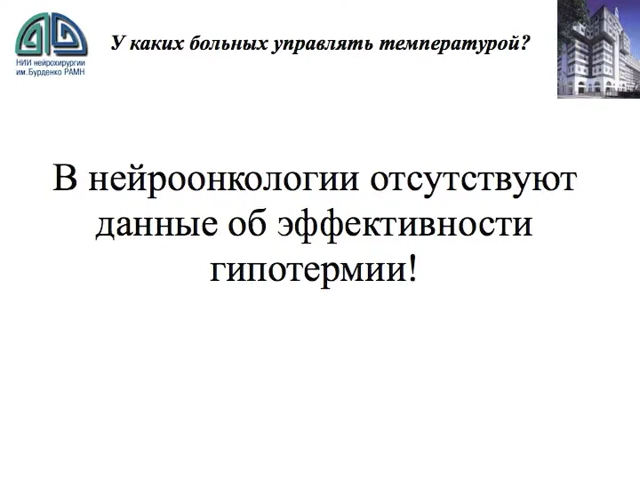 НИИ нейрохирургии
им.Бурденко РАМН
У каких больных управлять температурой?
В нейроонкологии отсутствуют
данные об эффективности
гипотермии!